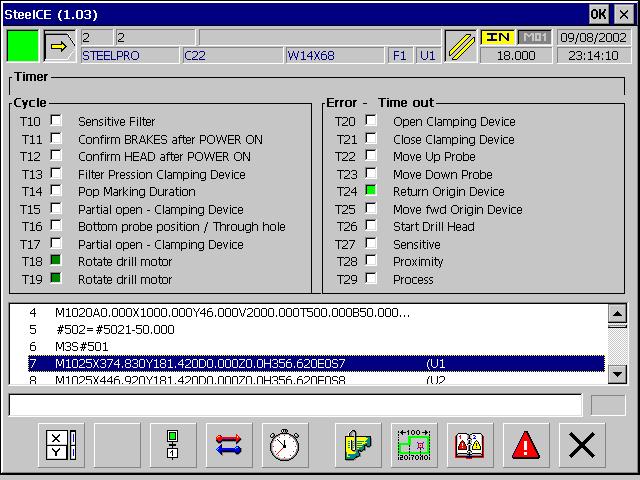 SteelCE (1.03) OK
2 2 IN M01 09/08/2002
STEELPRO C22 W14X68 F1 U1 18.000 23:14:10
Timer
Cycle
T10 Sensitive Filter
T11 Confirm BRAKES after POWER ON
T12 Confirm HEAD after POWER ON
T13 Filter Pression Clamping Device
T14 Pop Marking Duration
T15 Partial open - Clamping Device
T16 Bottom probe position / Through hole
T17 Partial open - Clamping Device
T18 Rotate drill motor
T19 Rotate drill motor
Error - Time out
T20 Open Clamping Device
T21 Close Clamping Device
T22 Move Up Probe
T23 Move Down Probe
T24 Return Origin Device
T25 Move fwd Origin Device
T26 Start Drill Head
T27 Sensitive
T28 Proximity
T29 Process
4 M1020A0.000X1000.000Y46.000V2000.000T500.000B50.000...
5 #502=#5021-50.000
6 M3S#501
7 M1025X374.830Y181.420D0.000Z0.0H356.620E0S7 (U1
8 M1025X446.920Y181.420D0.000Z0.0H356.620E0S8 (U2
X
Y
1
100
20 70 10